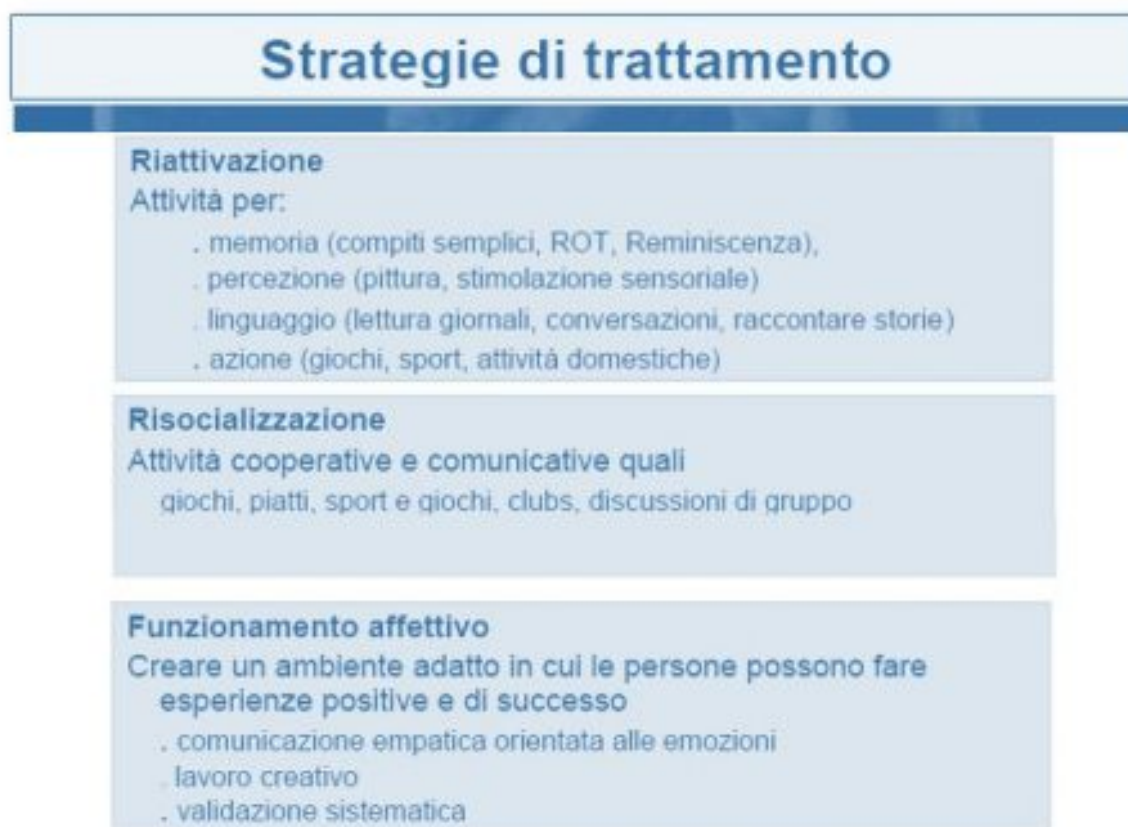 Strategie di trattamento
Riattivazione
Attività per:
. memoria (compiti semplici, ROT, Reminiscenza),
. percezione (pittura, stimolazione sensoriale)
. linguaggio (lettura giornali, conversazioni, raccontare storie)
. azione (giochi, sport, attività domestiche)
Risocializzazione
Attività cooperative e comunicative quali
giochi, piatti, sport e giochi, clubs, discussioni di gruppo
Funzionamento affettivo
Creare un ambiente adatto in cui le persone possono fare
esperienze positive e di successo
. comunicazione empatica orientata alle emozioni
. lavoro creativo
. validazione sistematica